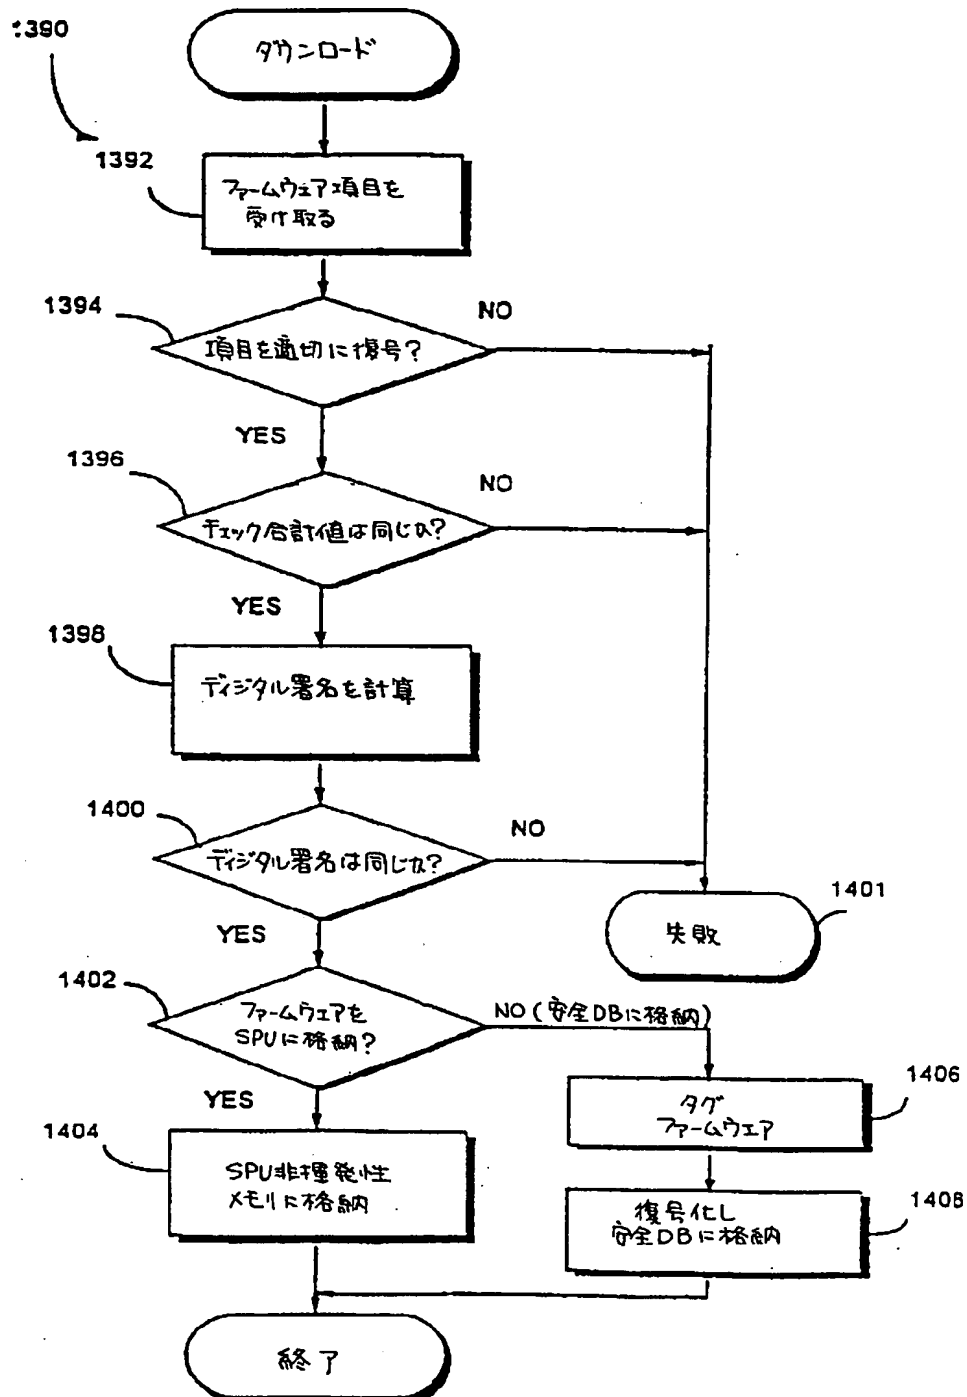 1390
ダウンロード
1392
ファームウェア項目を
受け取る
1394
項目を適切に復号?
NO
YES
1396
チェック合計値は同じか?
NO
YES
1398
ディジタル署名を計算
1400
ディジタル署名は同じか?
NO
YES
1401
失敗
1402
ファームウェアを
SPUに格納?
NO(安全DBに格納)
YES
1404
SPU非揮発性
メモリに格納
1406
タグ
ファームウェア
1408
復号化し
安全DBに格納
終了